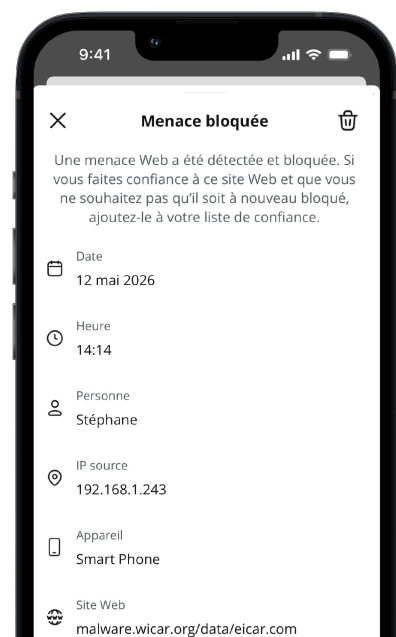 9:41
Menace bloquée
Une menace Web a été détectée et bloquée. Si
vous faites confiance à ce site Web et que vous
ne souhaitez pas qu’il soit à nouveau bloqué,
ajoutez-le à votre liste de confiance.
Date
12 mai 2026
Heure
14:14
Personne
Stéphane
IP source
192.168.1.243
Appareil
Smart Phone
Site Web
malware.wicar.org/data/eicar.com